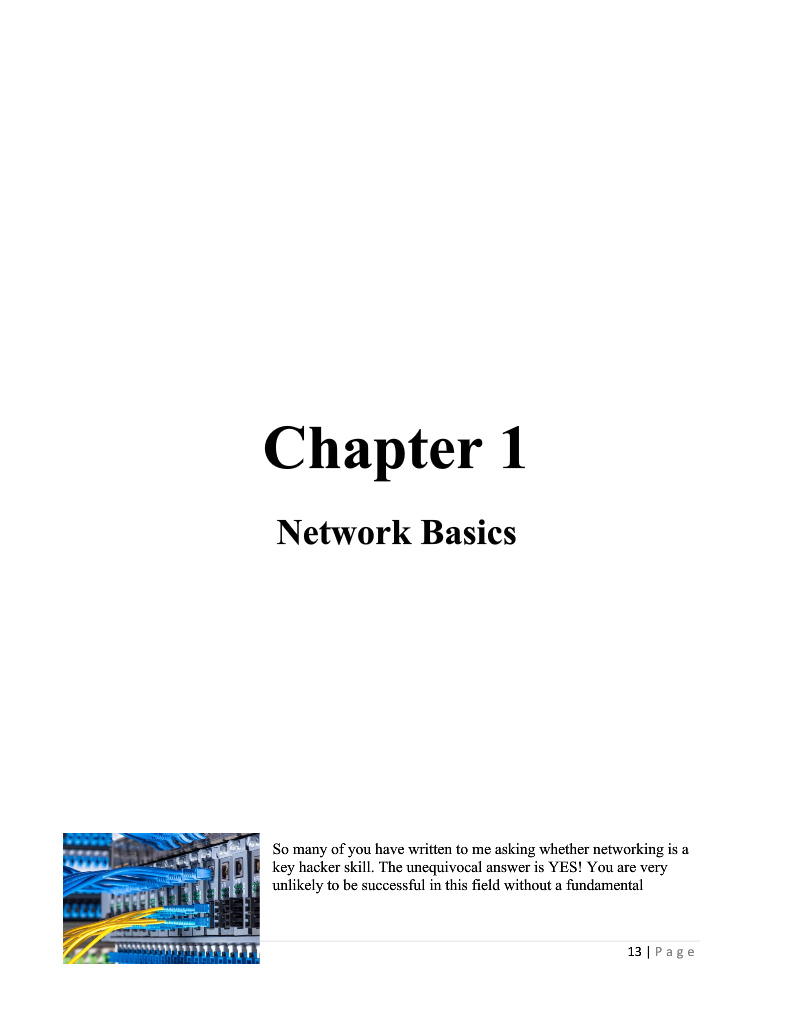 Chapter 1
Network Basics
So many of you have written to me asking whether networking is a
key hacker skill. The unequivocal answer is YES! You are very
unlikely to be successful in this field without a fundamental
13 | P a g e